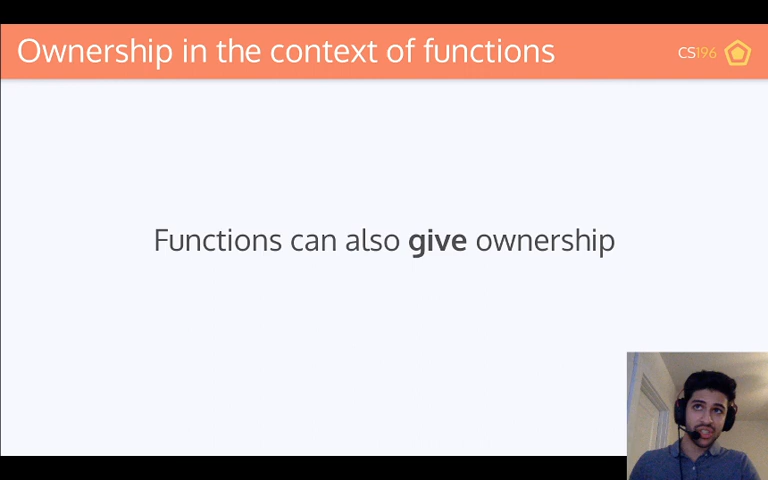 Ownership in the context of functions
CS196
Functions can also give ownership